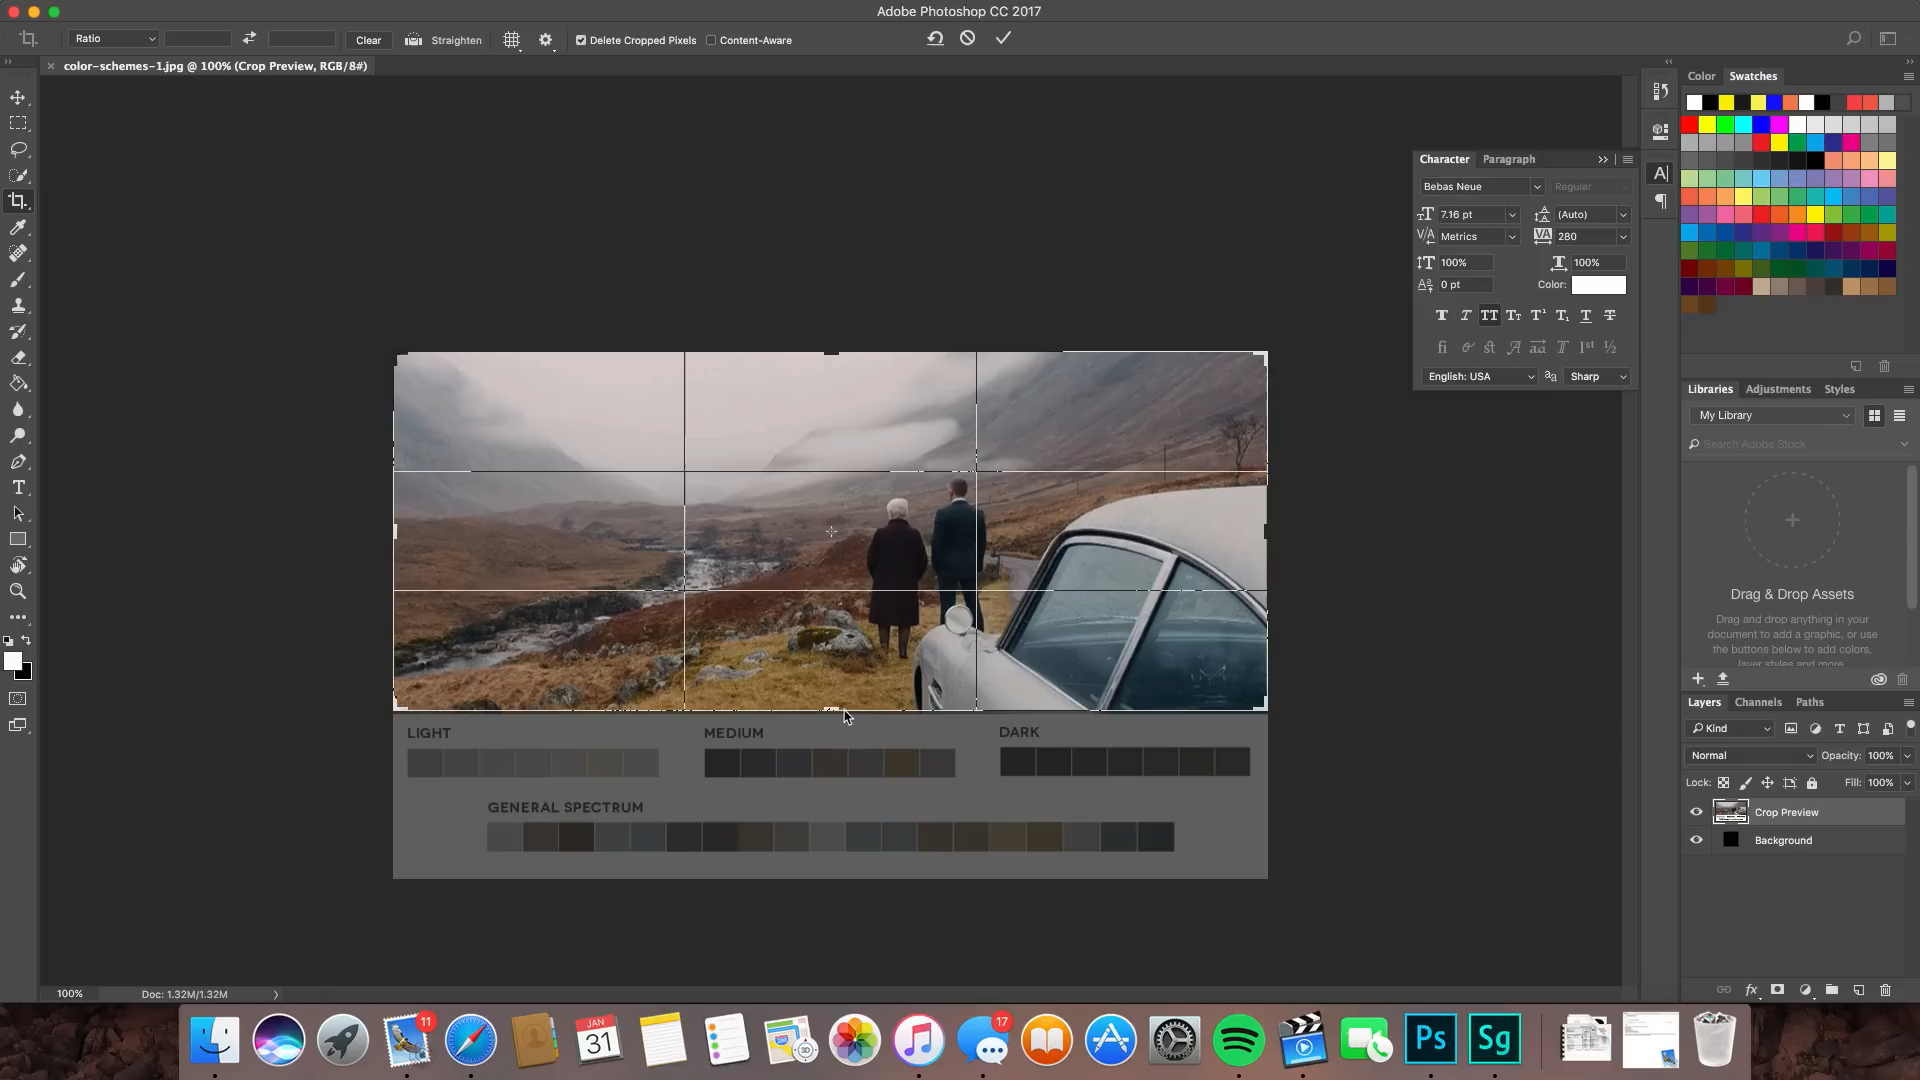 Adobe Photoshop CC 2017
Ratio
Clear
Straighten
Delete Cropped Pixels
Content-Aware
color-schemes-1.jpg @ 100% (Crop Preview, RGB/8#)
Color
Swatches
Character
Paragraph
Bebas Neue
Regular
7.16 pt
(Auto)
Metrics
280
100%
100%
0 pt
Color:
English: USA
Sharp
Libraries
Adjustments
Styles
My Library
Search Adobe Stock
Drag & Drop Assets
Drag and drop anything in your
document to add a graphic, or use
the buttons below to add colors,
layer styles and more.
LIGHT
MEDIUM
DARK
GENERAL SPECTRUM
Layers
Channels
Paths
Kind
Normal
Opacity: 100%
Lock:
Fill: 100%
Crop Preview
Background
100%
Doc: 1.32M/1.32M
11
JAN
31
3D
17
Ps
Sg